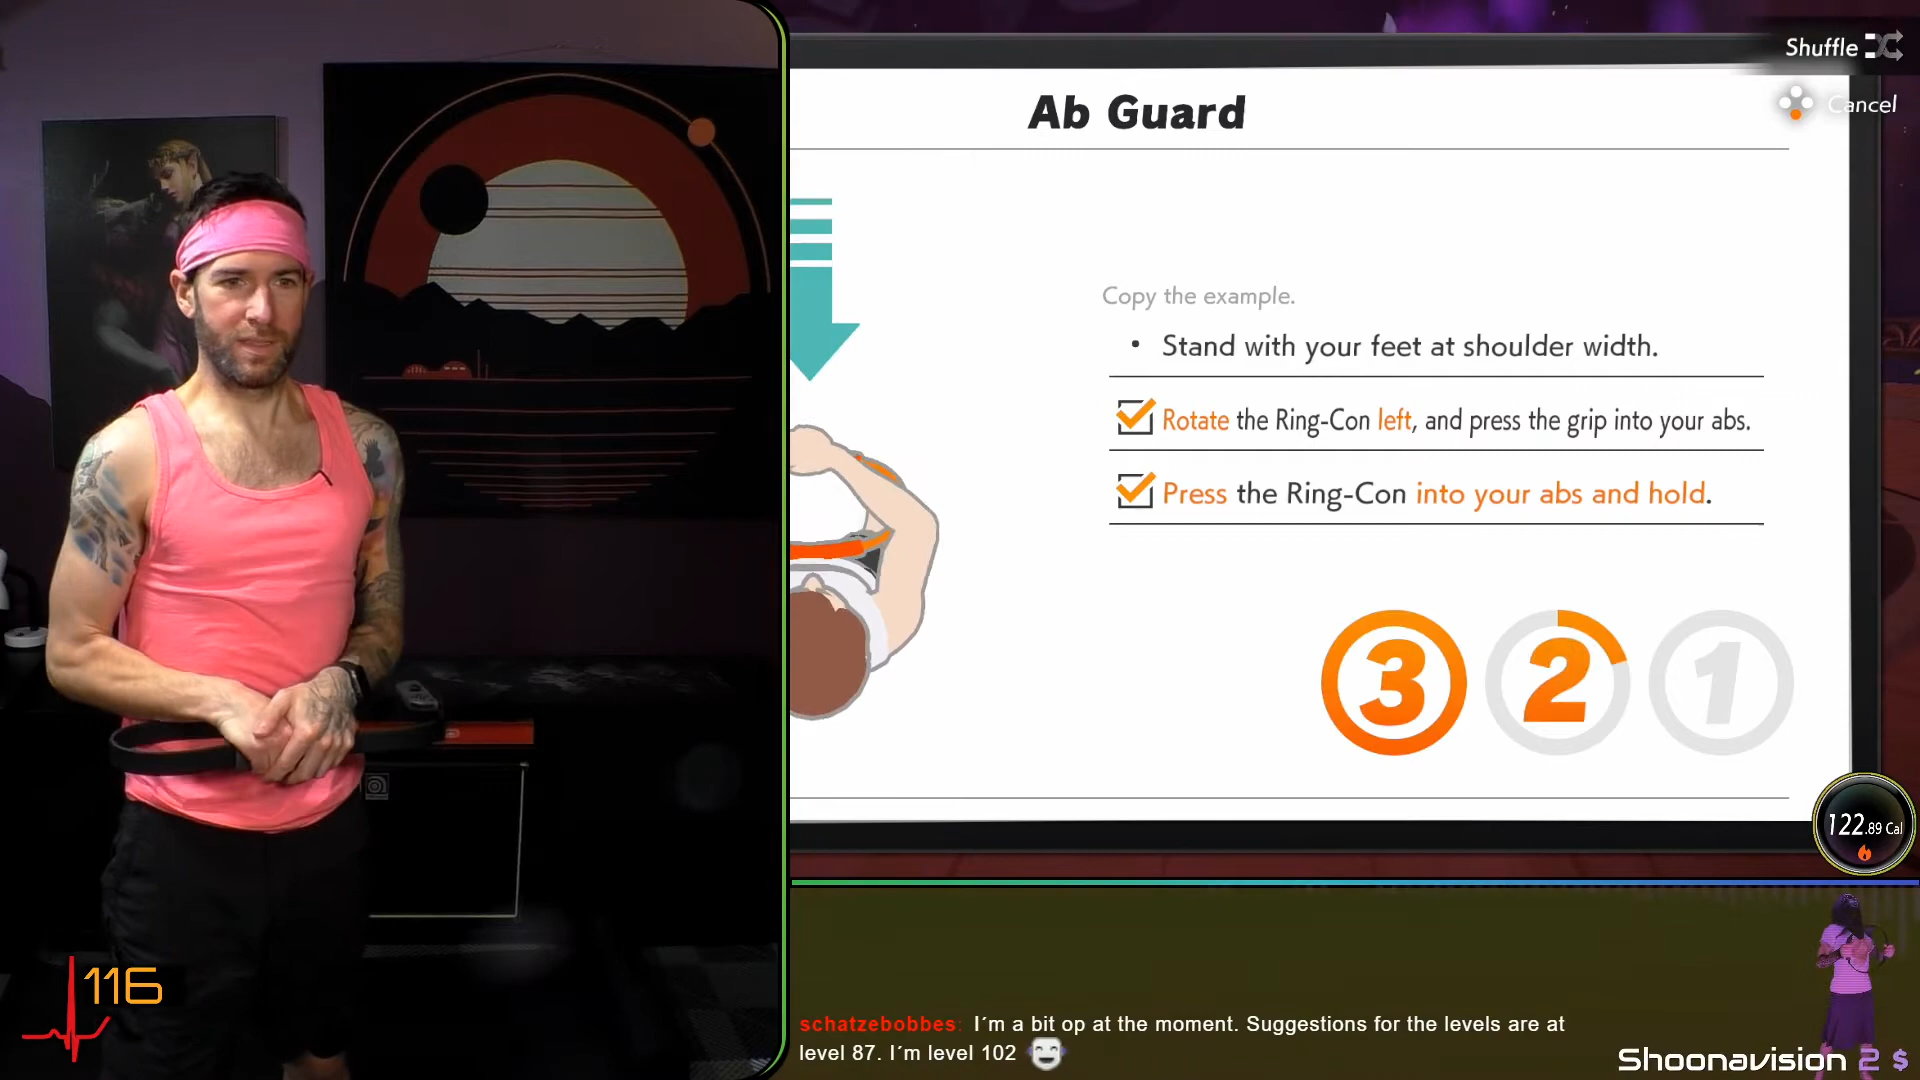 Shuffle
Cancel
Ab Guard
Copy the example.
• Stand with your feet at shoulder width.
Rotate the Ring-Con left, and press the grip into your abs.
Press the Ring-Con into your abs and hold.
3 2 1
122.89 Cal
116
schatzebobbes: I´m a bit op at the moment. Suggestions for the levels are at
level 87. I´m level 102
Shoonavision 2 $